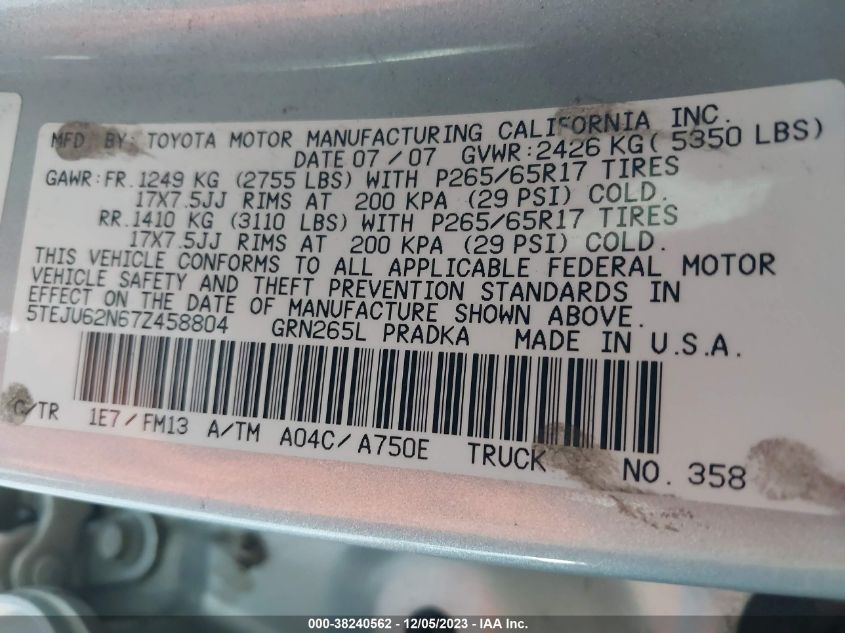 MFD BY: TOYOTA MOTOR MANUFACTURING CALIFORNIA INC.
DATE 07/07 GVWR:2426 KG( 5350 LBS)
GAWR:FR.1249 KG (2755 LBS) WITH P265/65R17 TIRES
17X7.5JJ RIMS AT 200 KPA (29 PSI) COLD.
RR.1410 KG (3110 LBS) WITH P265/65R17 TIRES
17X7.5JJ RIMS AT 200 KPA (29 PSI) COLD.
THIS VEHICLE CONFORMS TO ALL APPLICABLE FEDERAL MOTOR
VEHICLE SAFETY AND THEFT PREVENTION STANDARDS IN
EFFECT ON THE DATE OF MANUFACTURE SHOWN ABOVE.
5TEJU62N67Z458804 GRN265L PRADKA MADE IN U.S.A.
C/TR 1E7/FM13 A/TM A04C/A750E TRUCK NO. 358
000-38240562 - 12/05/2023 - IAA Inc.